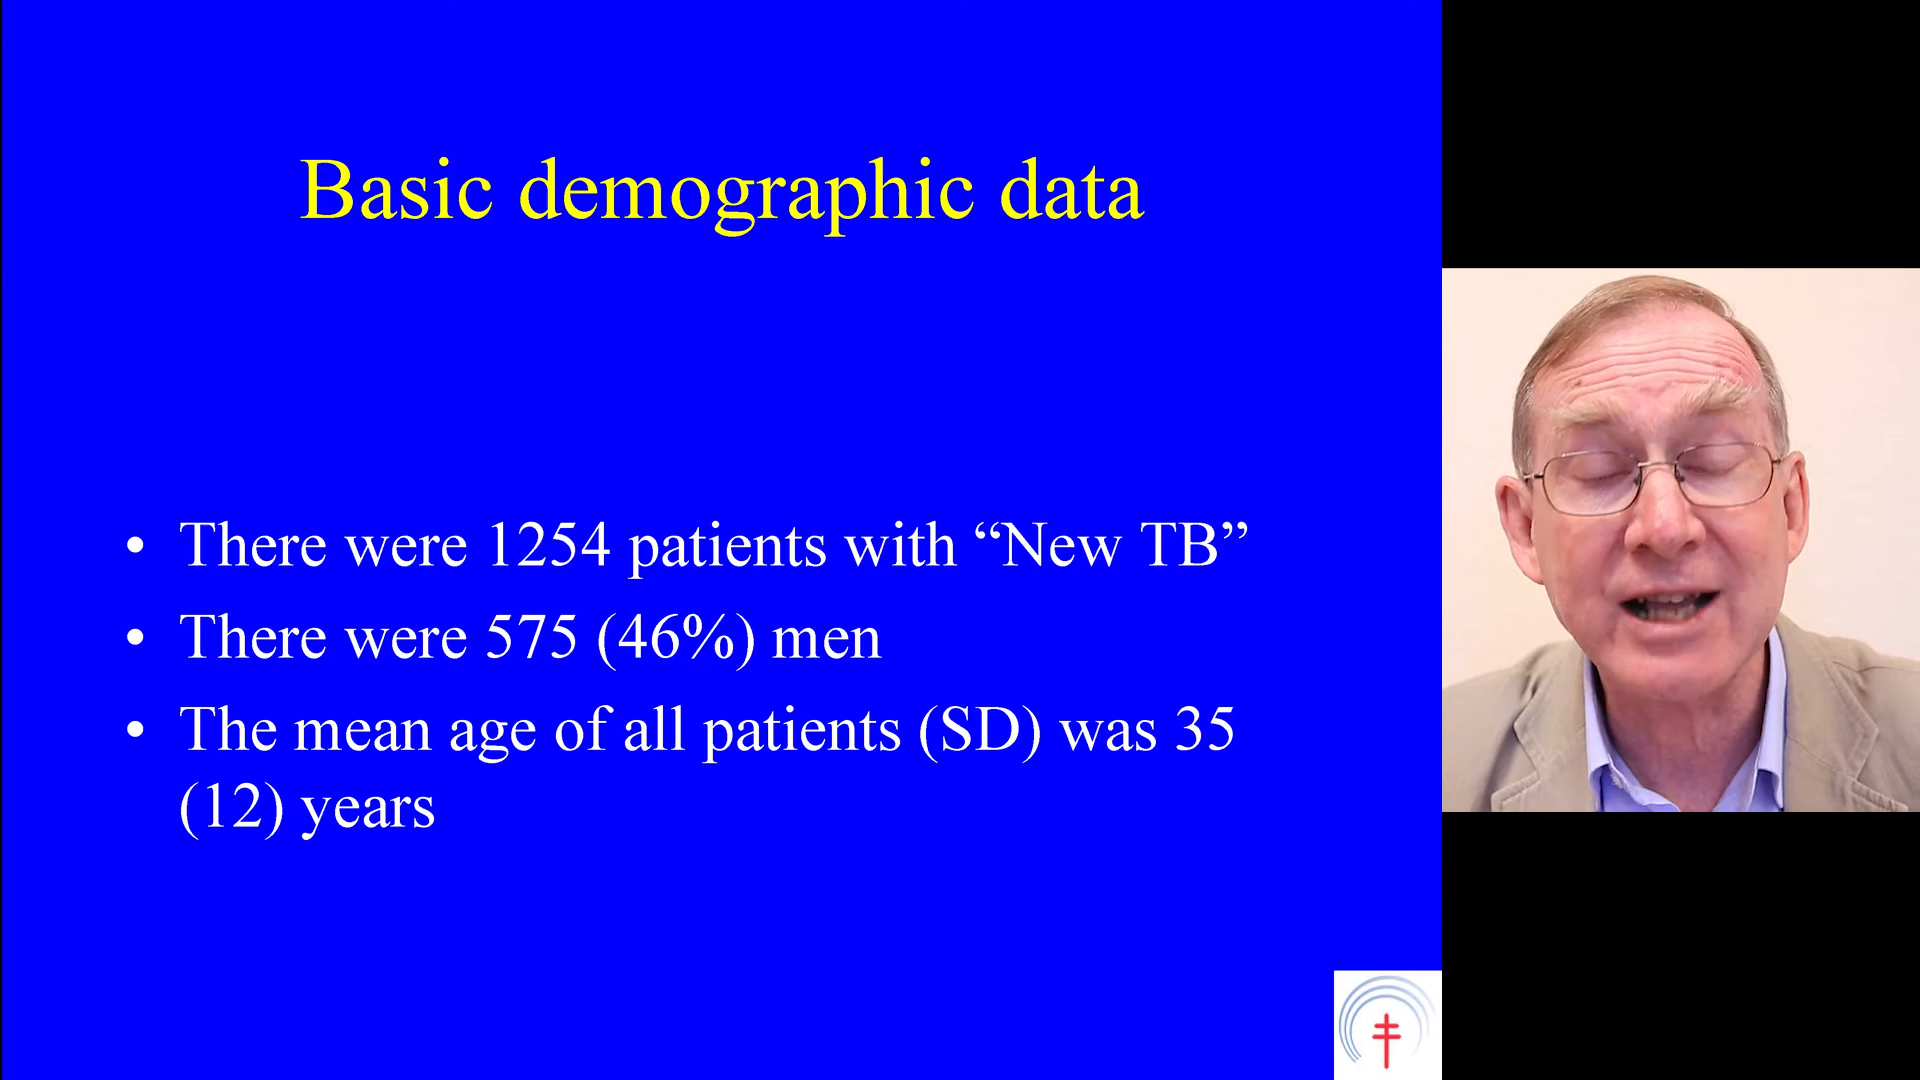 Basic demographic data
• There were 1254 patients with “New TB”
• There were 575 (46%) men
• The mean age of all patients (SD) was 35
(12) years